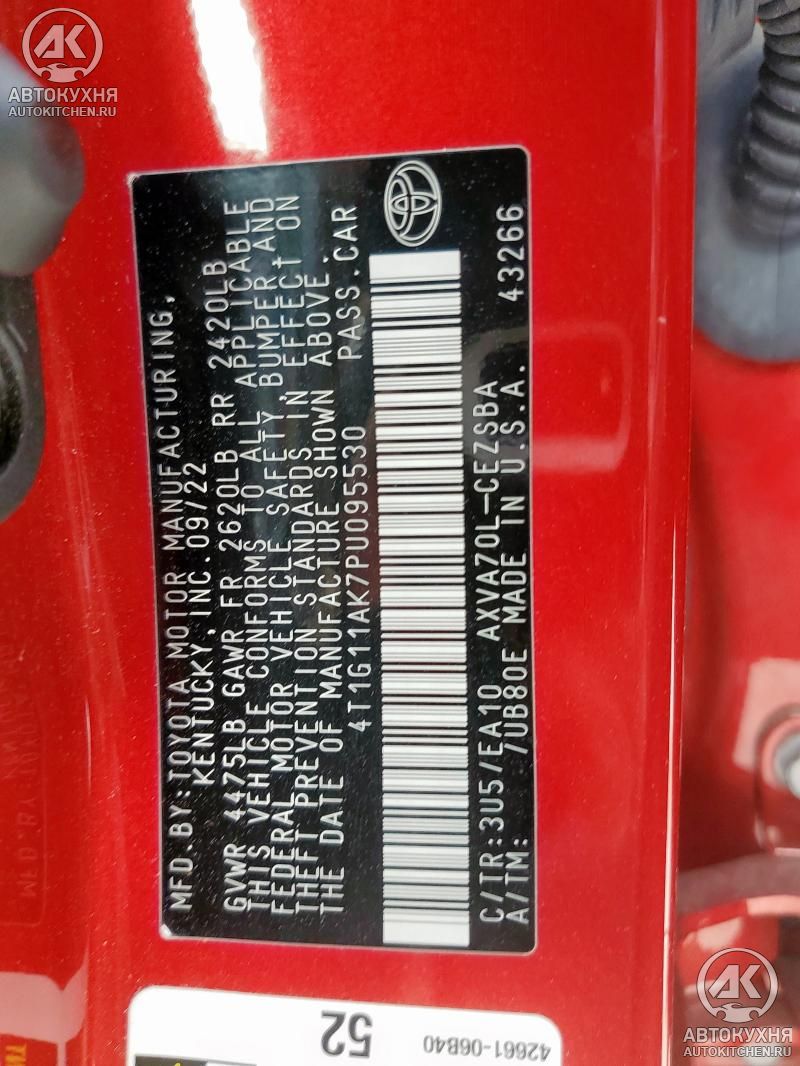 АВТОКУХНЯ
AUTOKITCHEN.RU
MFD.BY:TOYOTA MOTOR MANUFACTURING,
KENTUCKY, INC.09/22
GVWR 4475LB GAWR FR 2620LB RR 2420LB
THIS VEHICLE CONFORMS TO ALL APPLICABLE
FEDERAL MOTOR VEHICLE SAFETY, BUMPER,AND
THEFT PREVENTION STANDARDS IN EFFECT ON
THE DATE OF MANUFACTURE SHOWN ABOVE.
4T1G11AK7PU095530 PASS.CAR
C/TR:3U5/EA10 AXVA70L-CEZSBA
A/TM: /UB80E MADE IN U.S.A. 43266
52
42661-06B40
АВТОКУХНЯ
AUTOKITCHEN.RU